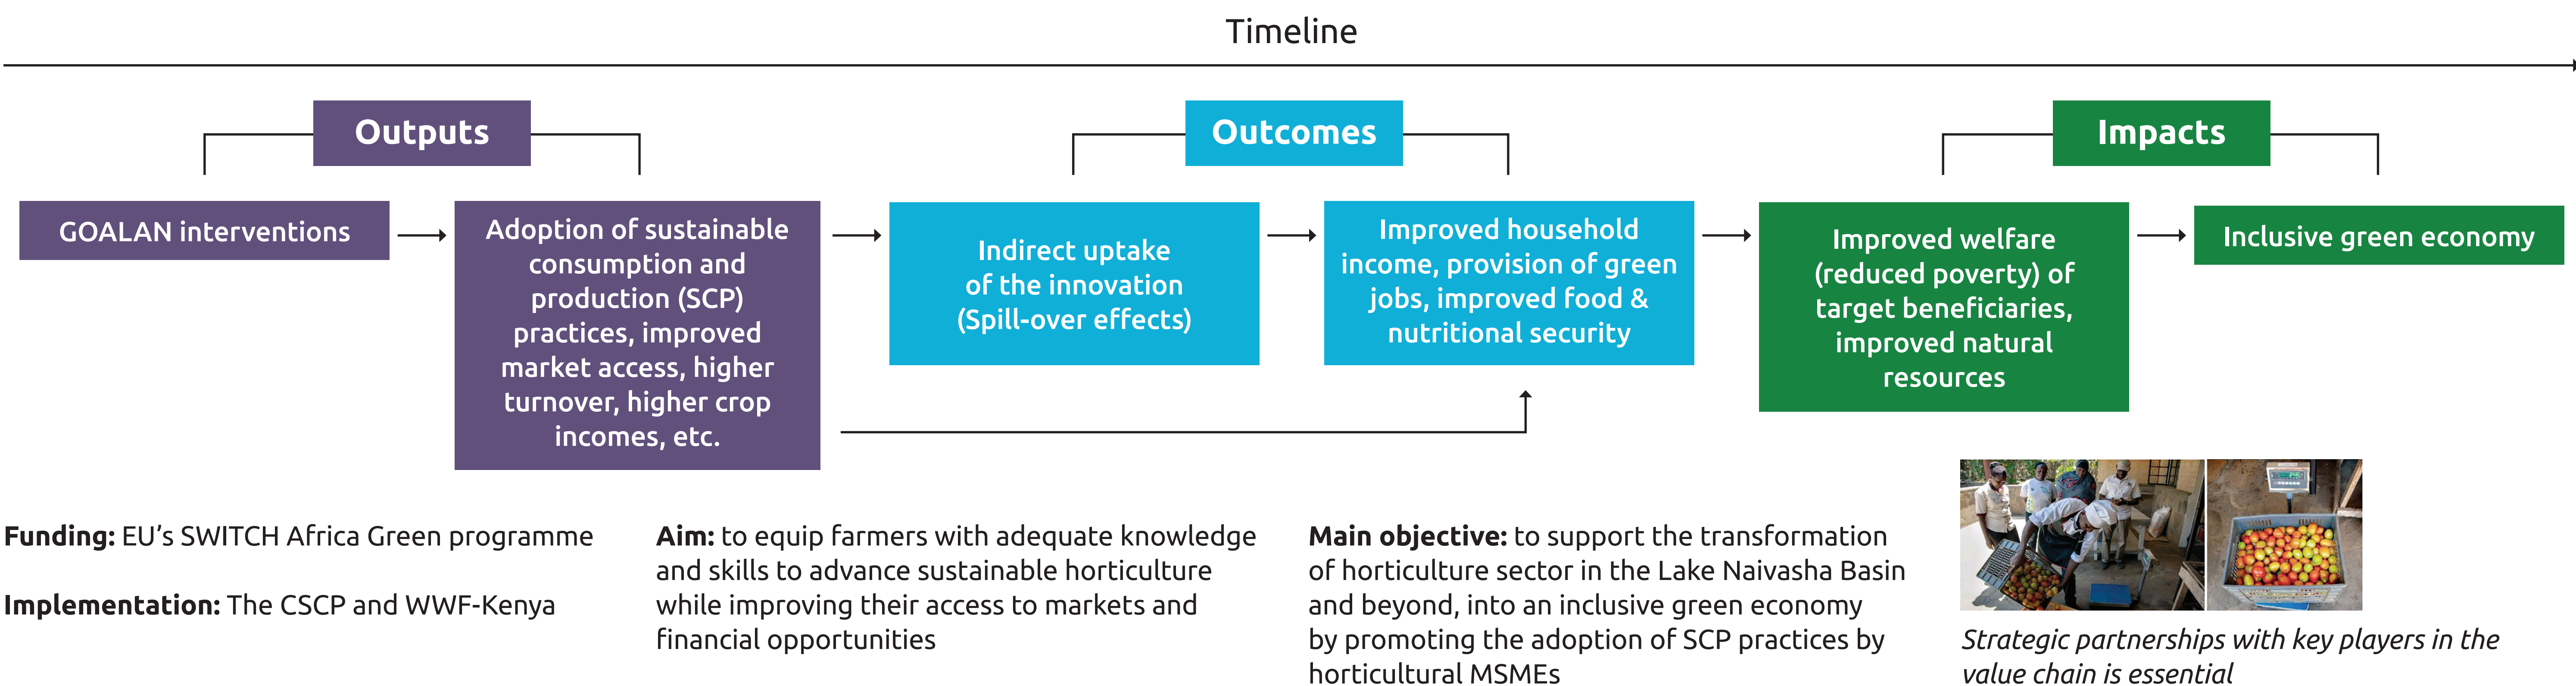 Timeline
Outputs
Outcomes
Impacts
GOALAN interventions
Adoption of sustainable
consumption and
production (SCP)
practices, improved
market access, higher
turnover, higher crop
incomes, etc.
Indirect uptake
of the innovation
(Spill-over effects)
Improved household
income, provision of green
jobs, improved food &
nutritional security
Improved welfare
(reduced poverty) of
target beneficiaries,
improved natural
resources
Inclusive green economy
Funding: EU’s SWITCH Africa Green programme
Implementation: The CSCP and WWF-Kenya
Aim: to equip farmers with adequate knowledge
and skills to advance sustainable horticulture
while improving their access to markets and
financial opportunities
Main objective: to support the transformation
of horticulture sector in the Lake Naivasha Basin
and beyond, into an inclusive green economy
by promoting the adoption of SCP practices by
horticultural MSMEs
Strategic partnerships with key players in the
value chain is essential